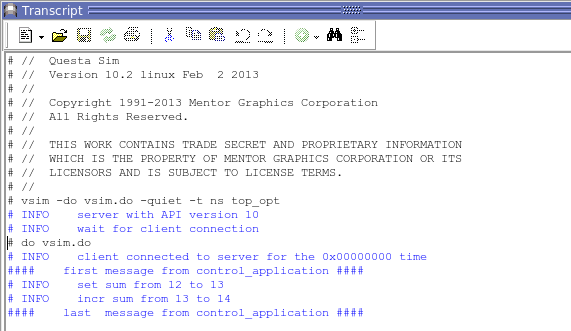 Transcript
# //  Questa Sim
# //  Version 10.2 linux Feb  2 2013
# //
# //  Copyright 1991-2013 Mentor Graphics Corporation
# //  All Rights Reserved.
# //
# //  THIS WORK CONTAINS TRADE SECRET AND PROPRIETARY INFORMATION
# //  WHICH IS THE PROPERTY OF MENTOR GRAPHICS CORPORATION OR ITS
# //  LICENSORS AND IS SUBJECT TO LICENSE TERMS.
# //
# vsim -do vsim.do -quiet -t ns top_opt
# INFO    server with API version 10
# INFO    wait for client connection
# do vsim.do
# INFO    client connected to server for the 0x00000000 time
####    first message from control_application ####
# INFO    set sum from 12 to 13
# INFO    incr sum from 13 to 14
####    last  message from control_application ####